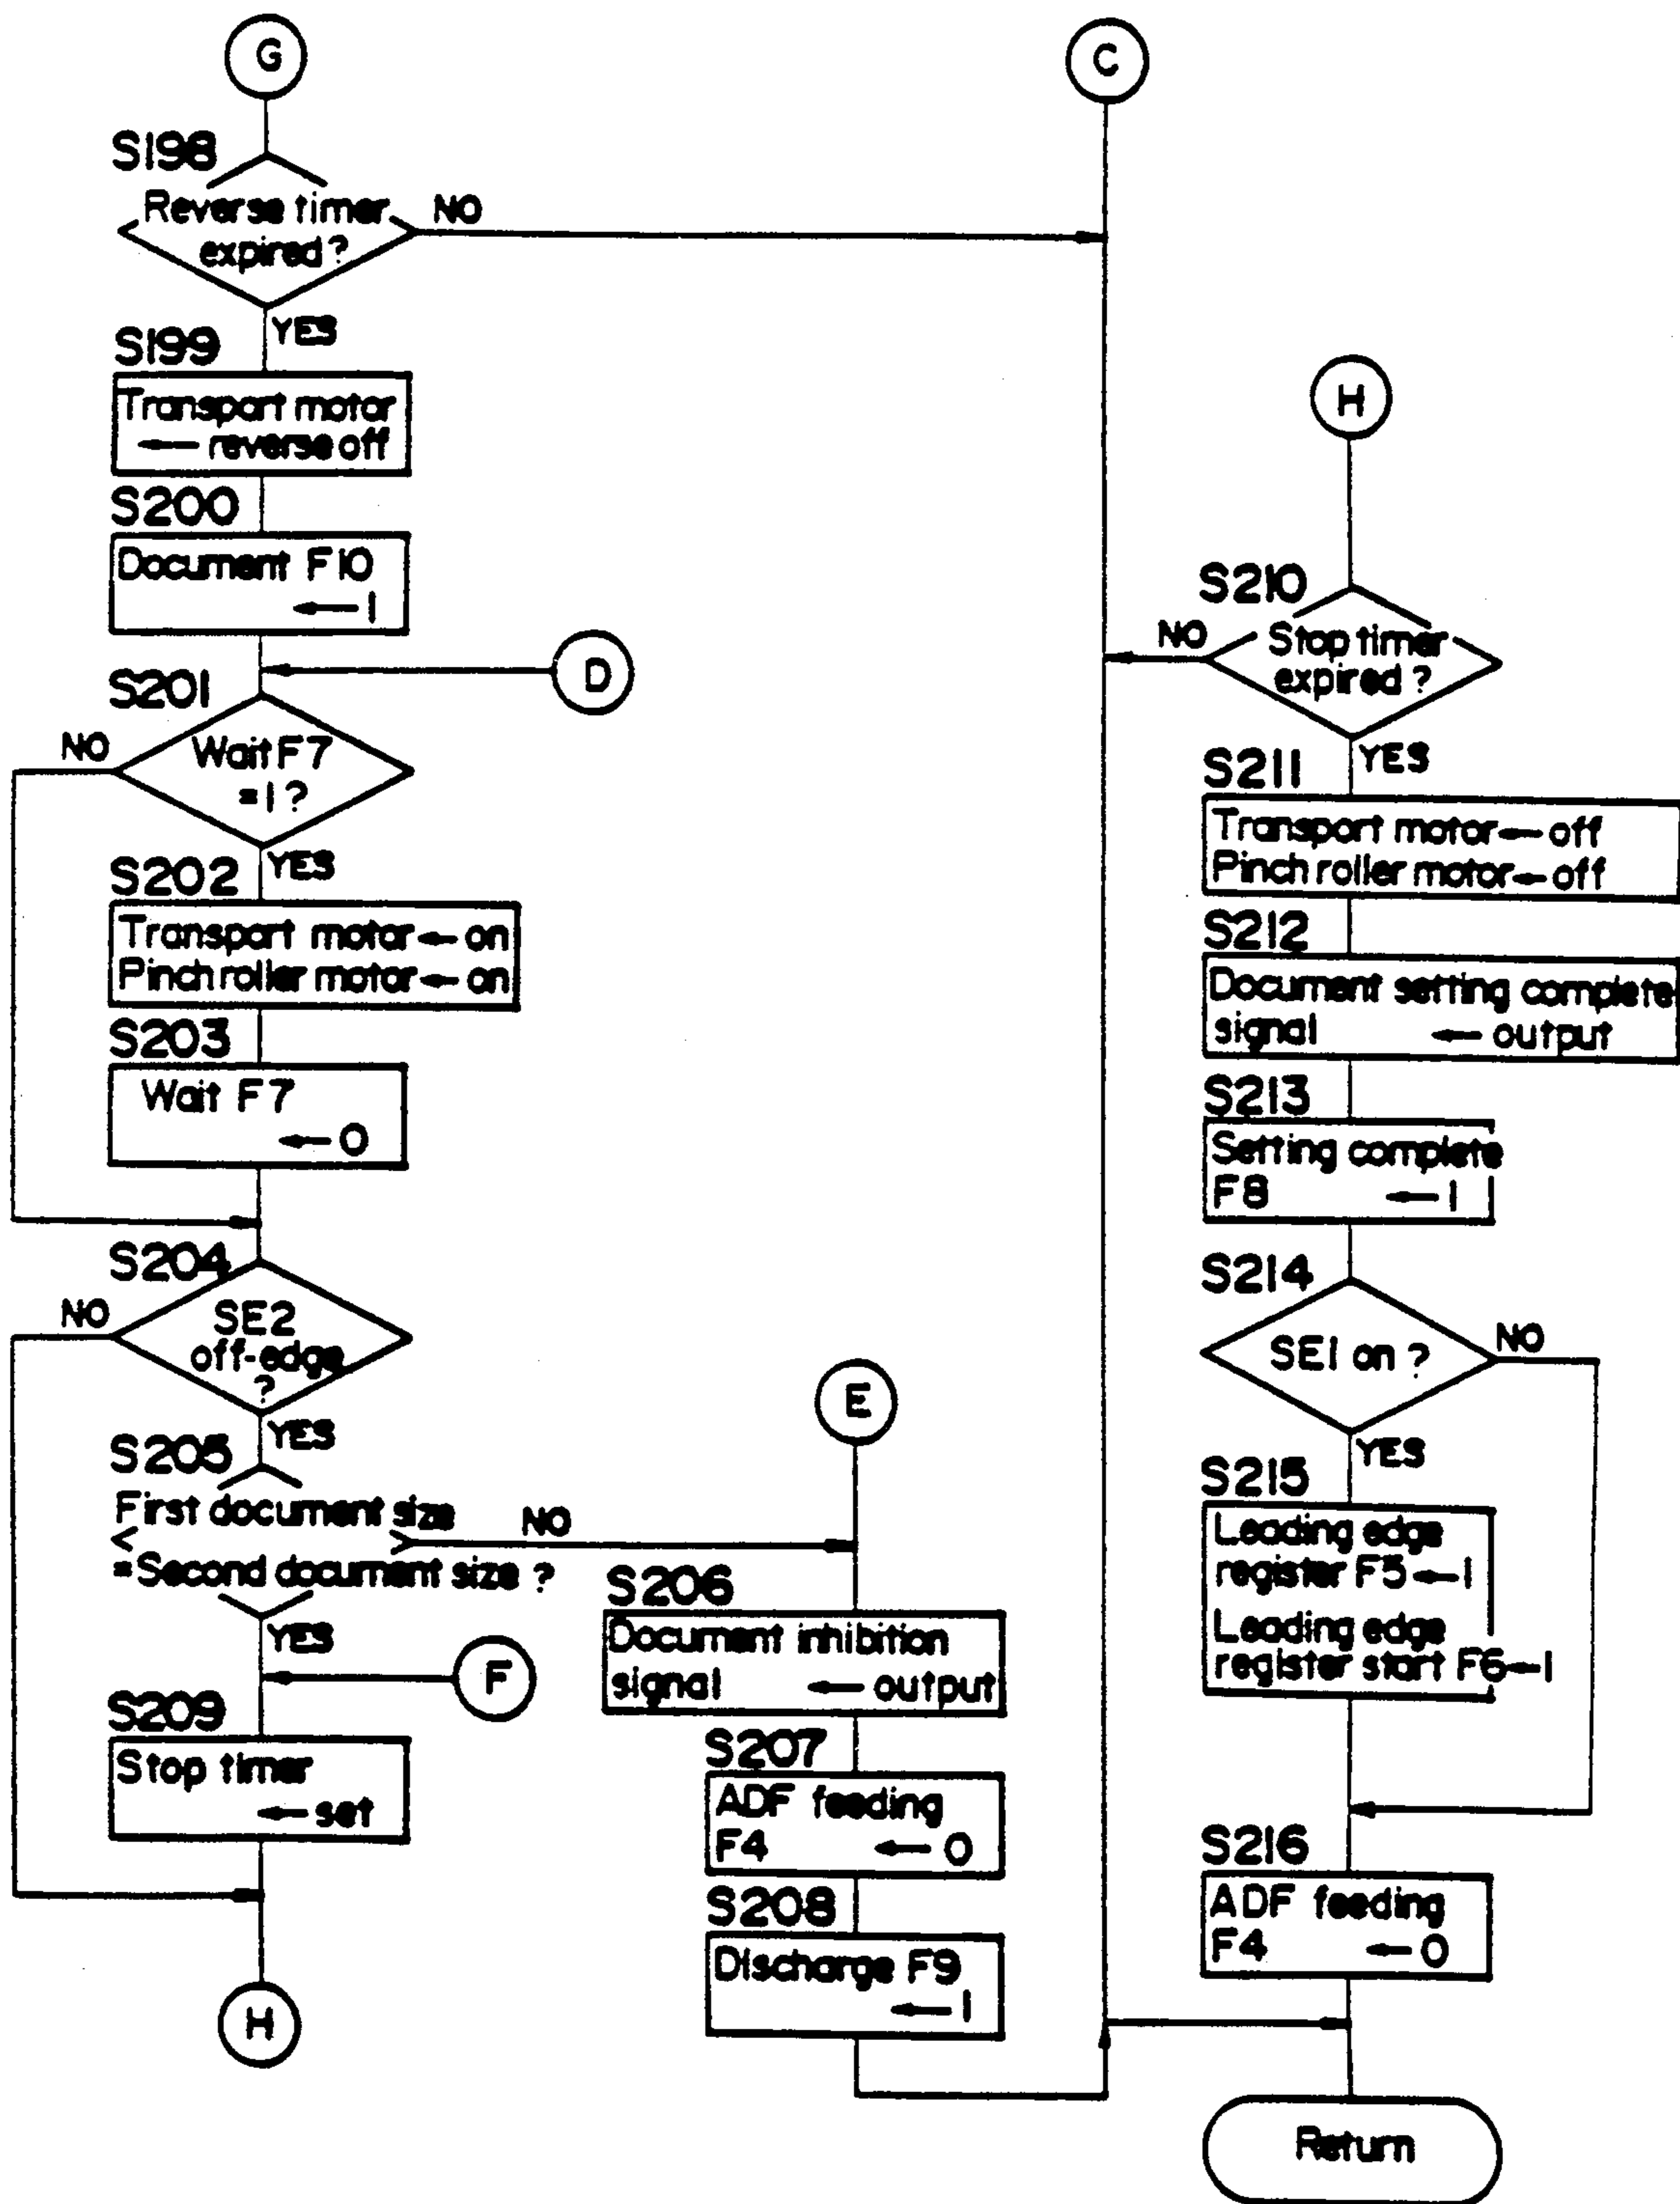 G
S198
Reverse timer
expired?
NO
YES
S199
Transport motor
← reverse off
S200
Document F10
←1
D
S201
Wait F7
=1?
NO
YES
S202
Transport motor ← on
Pinch roller motor ← on
S203
Wait F7
←0
S204
SE2
off-edge
?
NO
YES
S205
First document size
=Second document size ?
NO
YES
F
S209
Stop timer
←set
H
E
S206
Document inhibition
signal ← output
S207
ADF feeding
F4 ← 0
S208
Discharge F9
←1
C
H
S210
Stop timer
expired?
NO
YES
S211
Transport motor ← off
Pinch roller motor ← off
S212
Document setting complete
signal ← output
S213
Setting complete
F8 ←1
S214
SE1 on ?
NO
YES
S215
Leading edge
register F5←1
Leading edge
register start F6←1
S216
ADF feeding
F4 ←0
Return